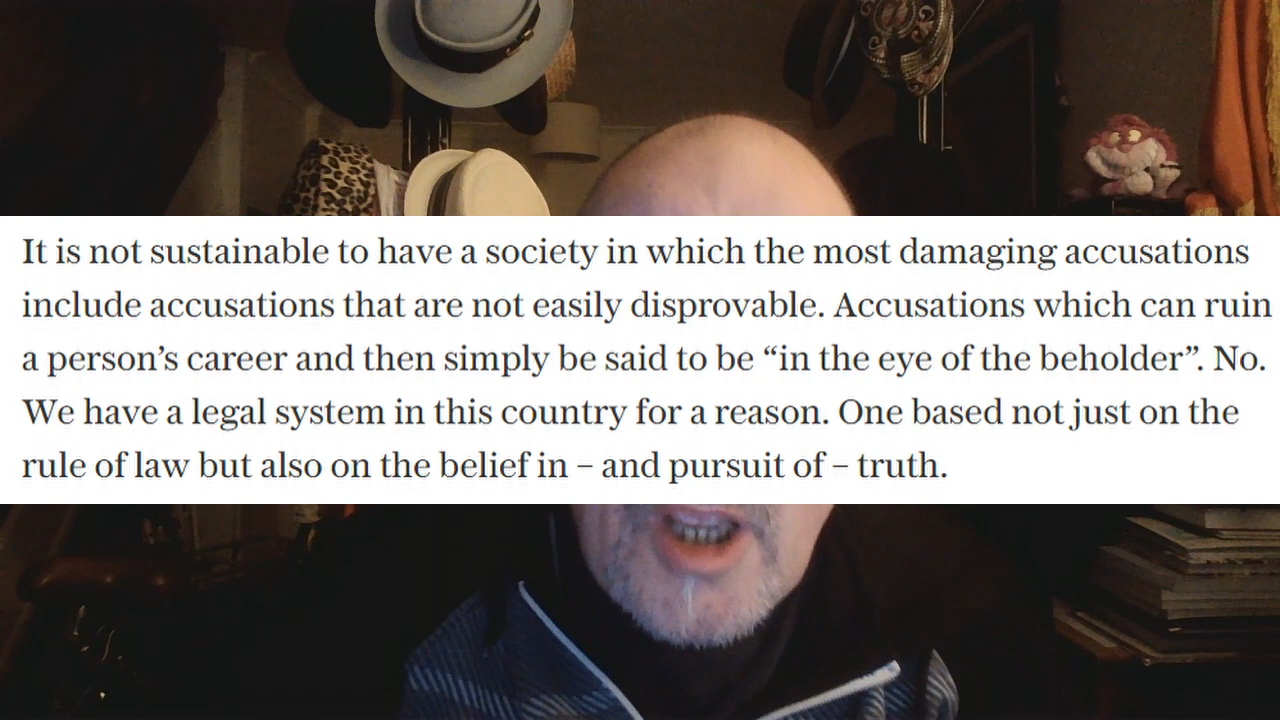 It is not sustainable to have a society in which the most damaging accusations
include accusations that are not easily disprovable. Accusations which can ruin
a person’s career and then simply be said to be “in the eye of the beholder”. No.
We have a legal system in this country for a reason. One based not just on the
rule of law but also on the belief in – and pursuit of – truth.